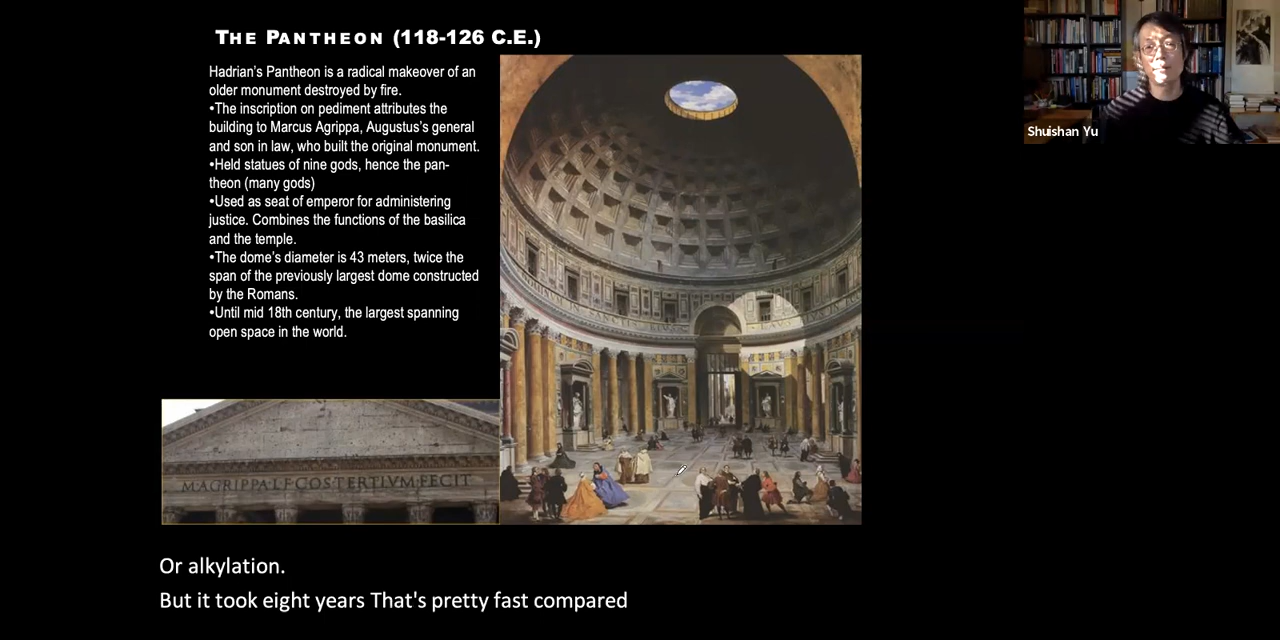 THE PANTHEON (118-126 C.E.)
Hadrian's Pantheon is a radical makeover of an
older monument destroyed by fire.
•The inscription on pediment attributes the
building to Marcus Agrippa, Augustus's general
and son in law, who built the original monument.
•Held statues of nine gods, hence the pan-
theon (many gods)
•Used as seat of emperor for administering
justice. Combines the functions of the basilica
and the temple.
•The dome's diameter is 43 meters, twice the
span of the previously largest dome constructed
by the Romans.
•Until mid 18th century, the largest spanning
open space in the world.
M·AGRIPPA·L·F·COS·TERTIVM·FECIT
Shuishan Yu
Or alkylation.
But it took eight years That's pretty fast compared